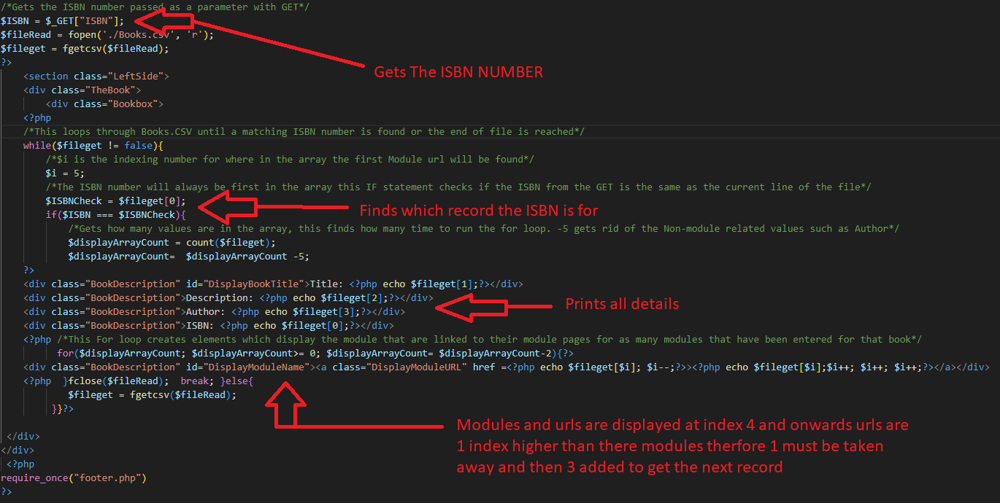 /*Gets the ISBN number passed as a parameter with GET*/
$ISBN = $_GET["ISBN"];
$fileRead = fopen('./Books.csv', 'r');
$fileget = fgetcsv($fileRead);
?>
Gets The ISBN NUMBER
<section class="LeftSide">
<div class="TheBook">
<div class="Bookbox">
<?php
/*This loops through Books.CSV until a matching ISBN number is found or the end of file is reached*/
while($fileget != false){
/*$i is the indexing number for where in the array the first Module url will be found*/
$i = 5;
/*The ISBN number will always be first in the array this IF statement checks if the ISBN from the GET is the same as the current line of the file*/
$ISBNCheck = $fileget[0];
Finds which record the ISBN is for
if($ISBN === $ISBNCheck){
/*Gets how many values are in the array, this finds how many time to run the for loop. -5 gets rid of the Non-module related values such as Author*/
$displayArrayCount = count($fileget);
$displayArrayCount=  $displayArrayCount -5;
?>
<div class="BookDescription" id="DisplayBookTitle">Title: <?php echo $fileget[1];?></div>
<div class="BookDescription">Description: <?php echo $fileget[2];?></div>
Prints all details
<div class="BookDescription">Author: <?php echo $fileget[3];?></div>
<div class="BookDescription">ISBN: <?php echo $fileget[0];?></div>
<?php /*This For loop creates elements which display the module that are linked to their module pages for as many modules that have been entered for that book*/
for($displayArrayCount; $displayArrayCount>= 0; $displayArrayCount= $displayArrayCount-2){?>
<div class="BookDescription" id="DisplayModuleName"><a class="DisplayModuleURL" href =<?php echo $fileget[$i]; $i--;?>><?php echo $fileget[$i];$i++; $i++; $i++;?></a></div>
<?php  }fclose($fileRead);  break; }else{
$fileget = fgetcsv($fileRead);
}}?>
Modules and urls are displayed at index 4 and onwards urls are
1 index higher than there modules therfore 1 must be taken
away and then 3 added to get the next record
</div>
</div>
<?php
require_once("footer.php")
?>